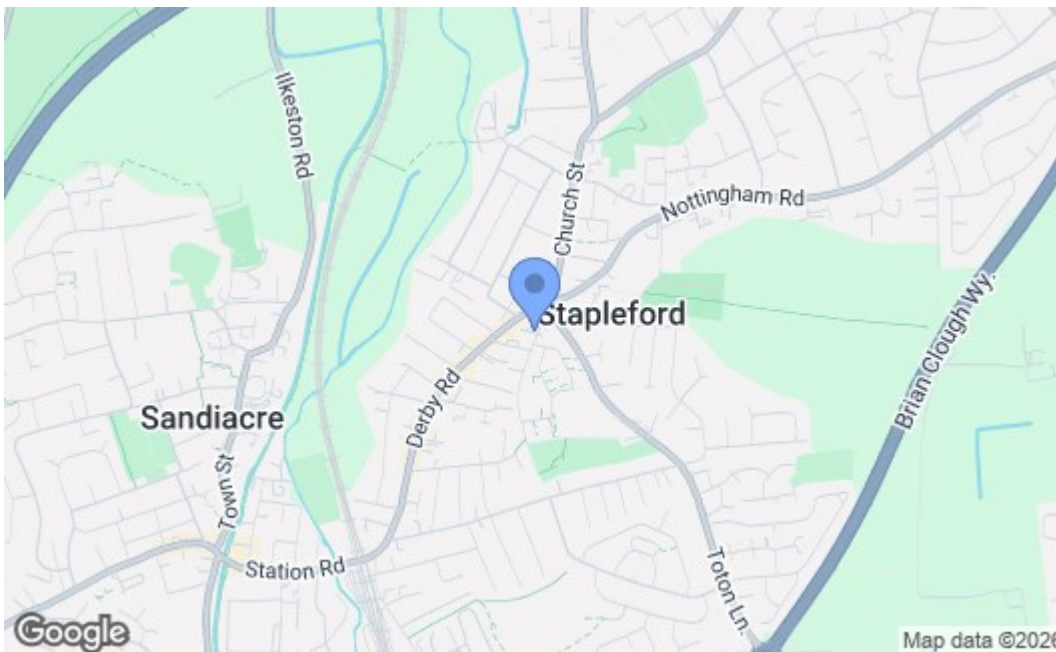 Ilkeston Rd
Church St
Nottingham Rd
Stapleford
Brian Clough Wy.
Derby Rd
Sandiacre
Town St
Station Rd
Toton Ln.
Google
Map data ©2026